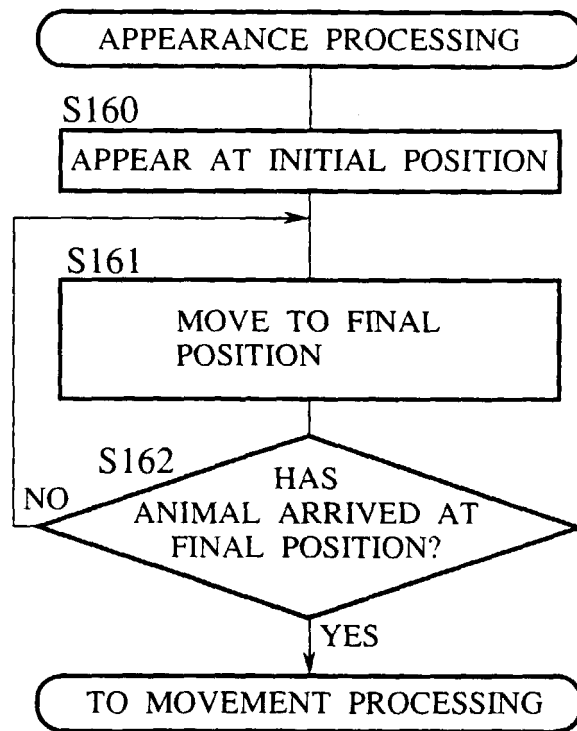 APPEARANCE PROCESSING
S160
APPEAR AT INITIAL POSITION
S161
MOVE TO FINAL
POSITION
S162
HAS
NO
ANIMAL ARRIVED AT
FINAL POSITION?
YES
TO MOVEMENT PROCESSING